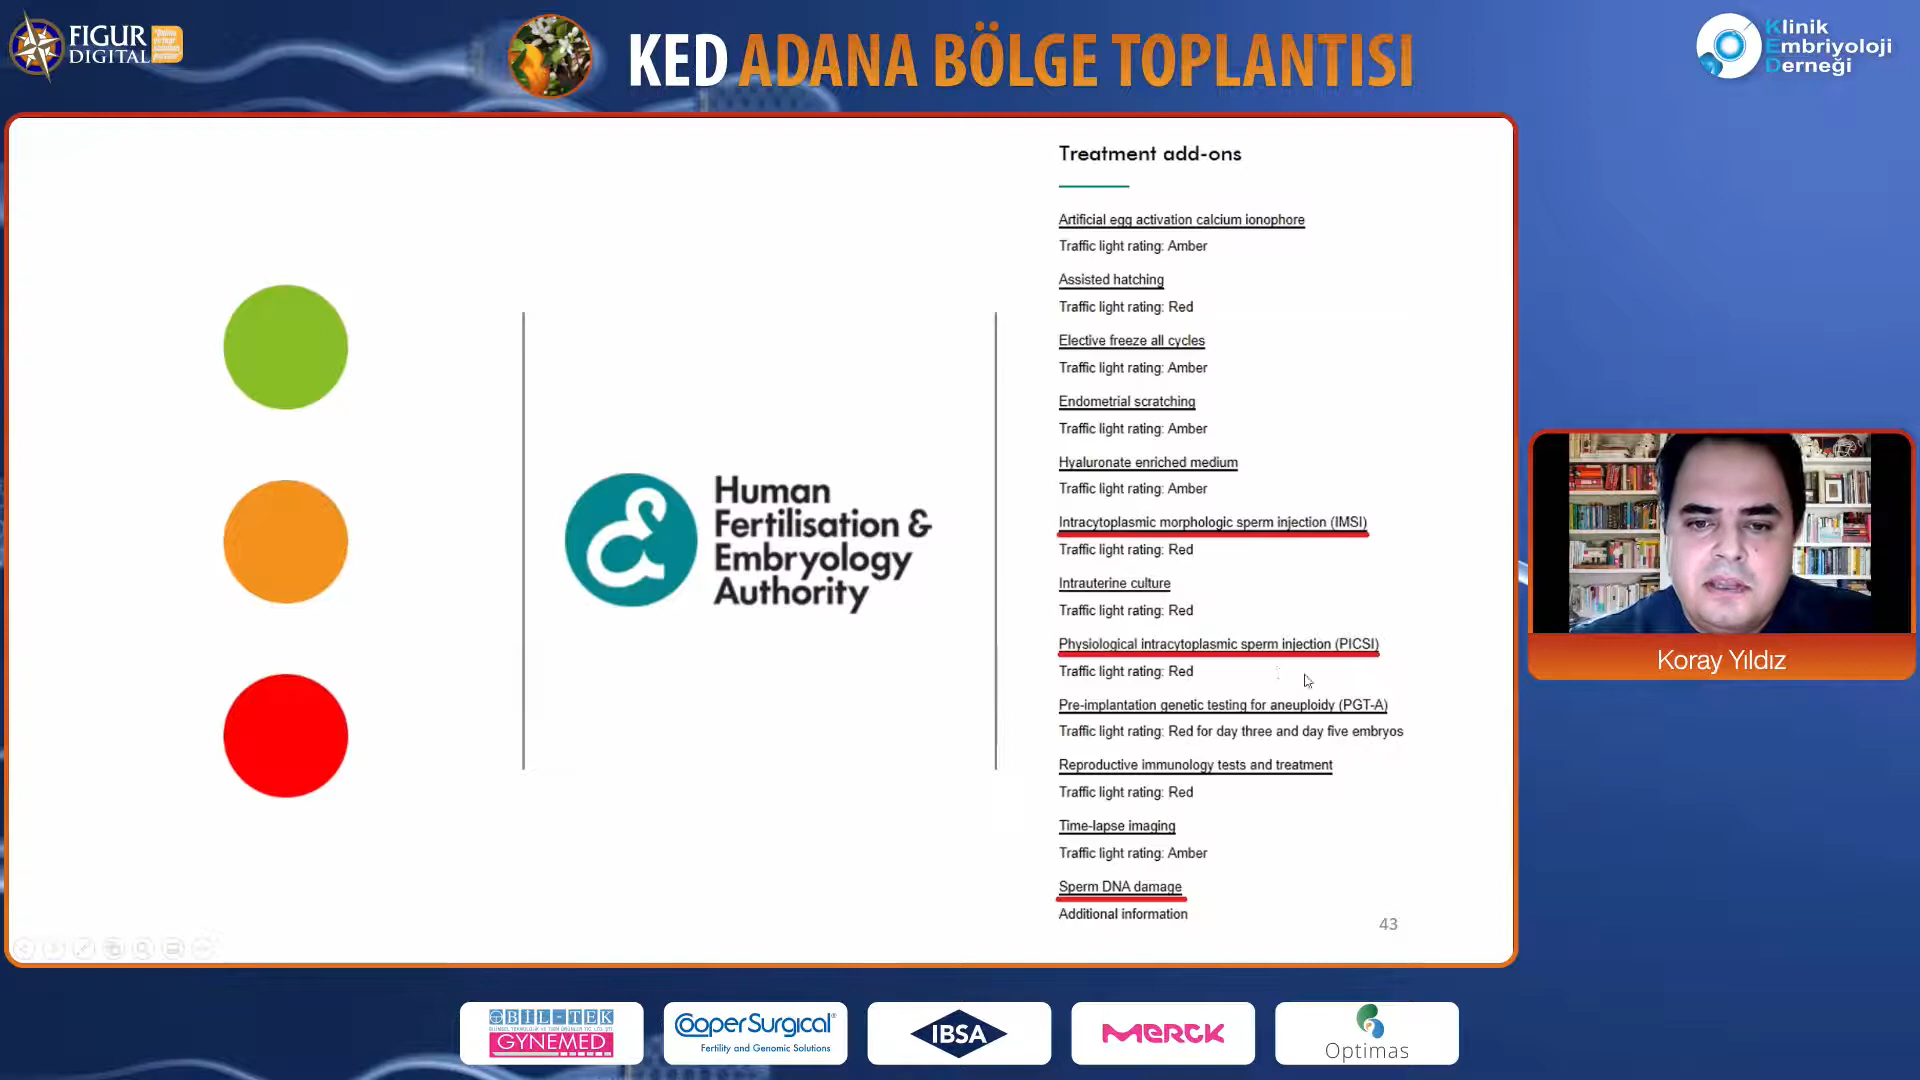 FIGUR
DIGITAL
KED ADANA BÖLGE TOPLANTISI
Klinik
Embriyoloji
Derneği
Treatment add-ons
Artificial egg activation calcium ionophore
Traffic light rating: Amber
Assisted hatching
Traffic light rating: Red
Elective freeze all cycles
Traffic light rating: Amber
Endometrial scratching
Traffic light rating: Amber
Hyaluronate enriched medium
Traffic light rating: Amber
Intracytoplasmic morphologic sperm injection (IMSI)
Traffic light rating: Red
Intrauterine culture
Traffic light rating: Red
Physiological intracytoplasmic sperm injection (PICSI)
Traffic light rating: Red
Pre-implantation genetic testing for aneuploidy (PGT-A)
Traffic light rating: Red for day three and day five embryos
Reproductive immunology tests and treatment
Traffic light rating: Red
Time-lapse imaging
Traffic light rating: Amber
Sperm DNA damage
Additional information
43
Human
Fertilisation &
Embryology
Authority
Koray Yıldız
BİL-TEK
GYNEMED
CooperSurgical
Fertility and Genomic Solutions
IBSA
MERCK
Optimas